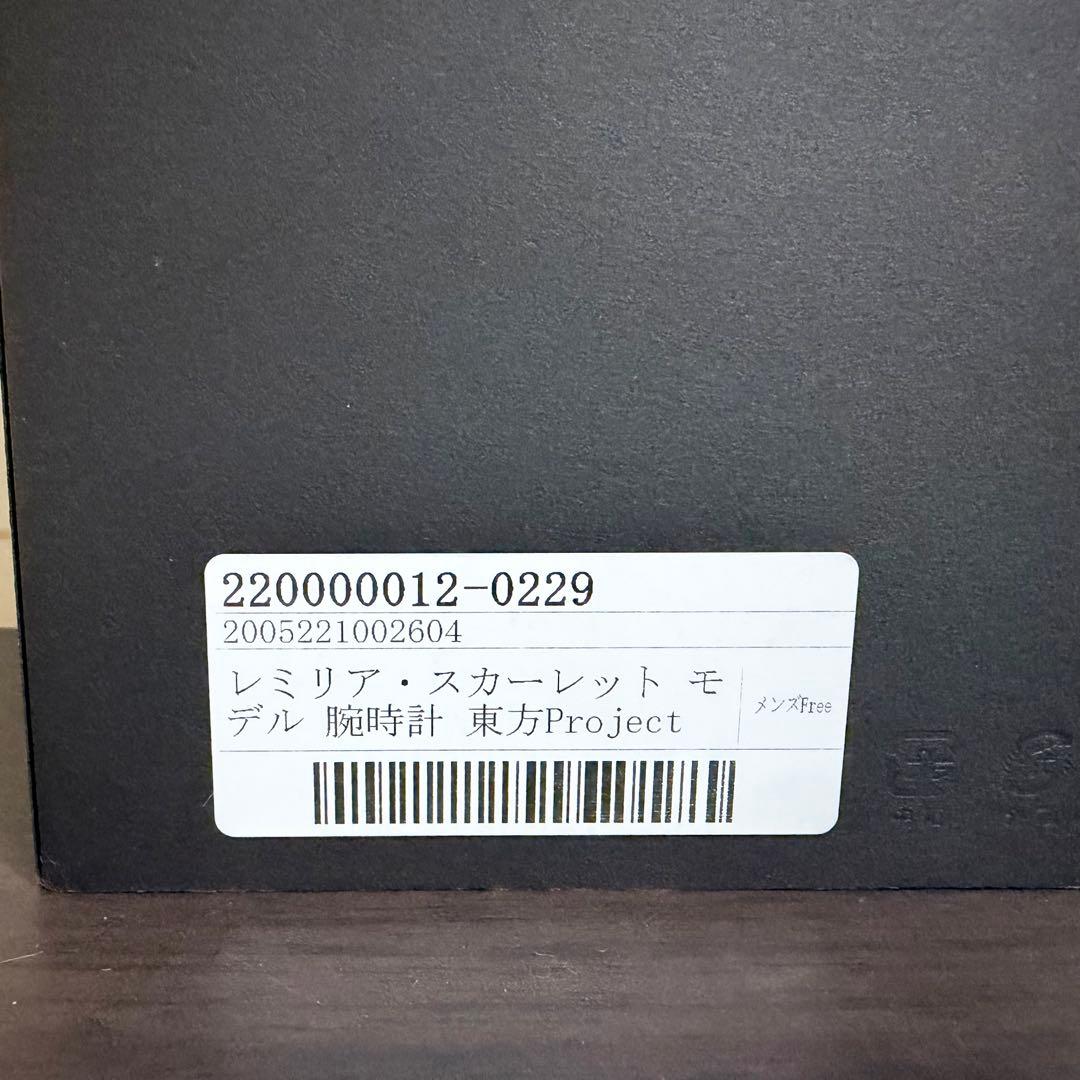 220000012-0229
2005221002604
レミリア・スカーレット モ
デル 腕時計 東方Project
メンズFree